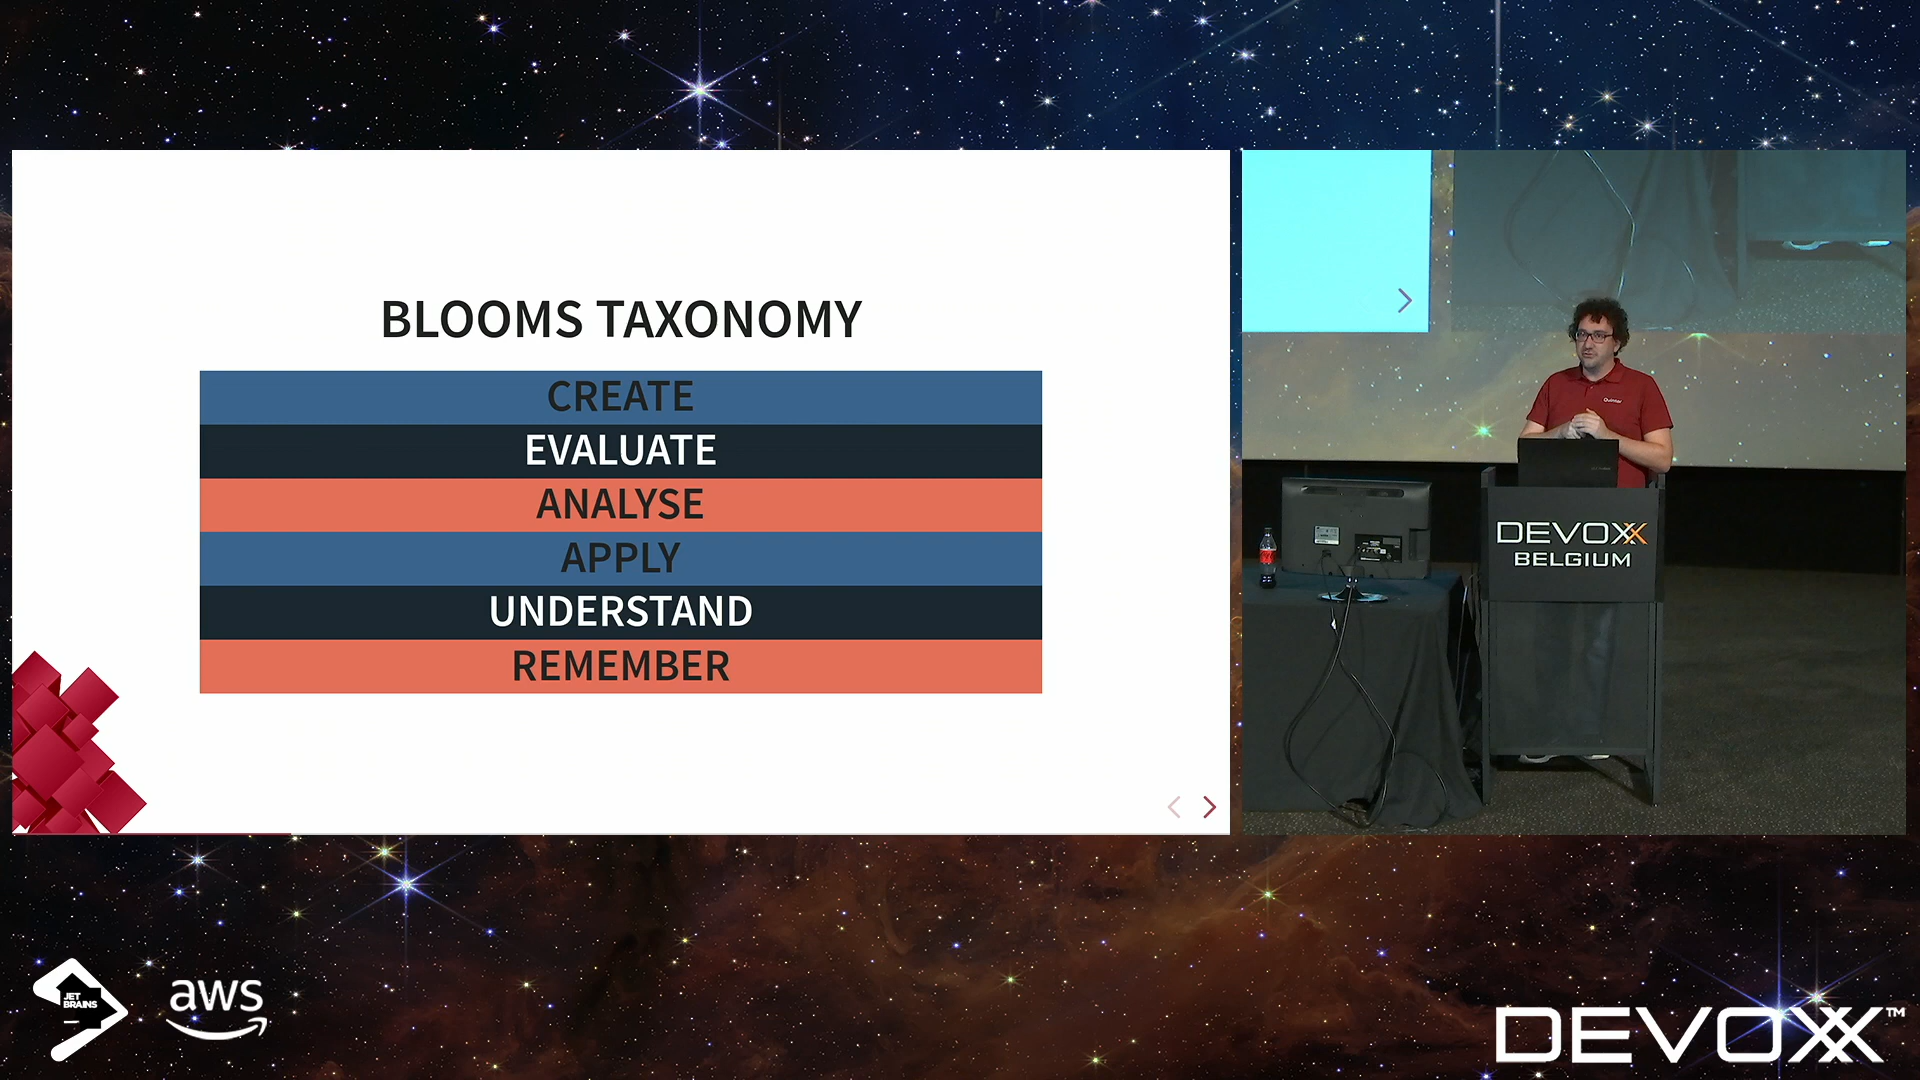 BLOOMS TAXONOMY
CREATE
EVALUATE
ANALYSE
APPLY
UNDERSTAND
REMEMBER
DEVOXX
BELGIUM
JET
BRAINS
aws
DEVOXX™